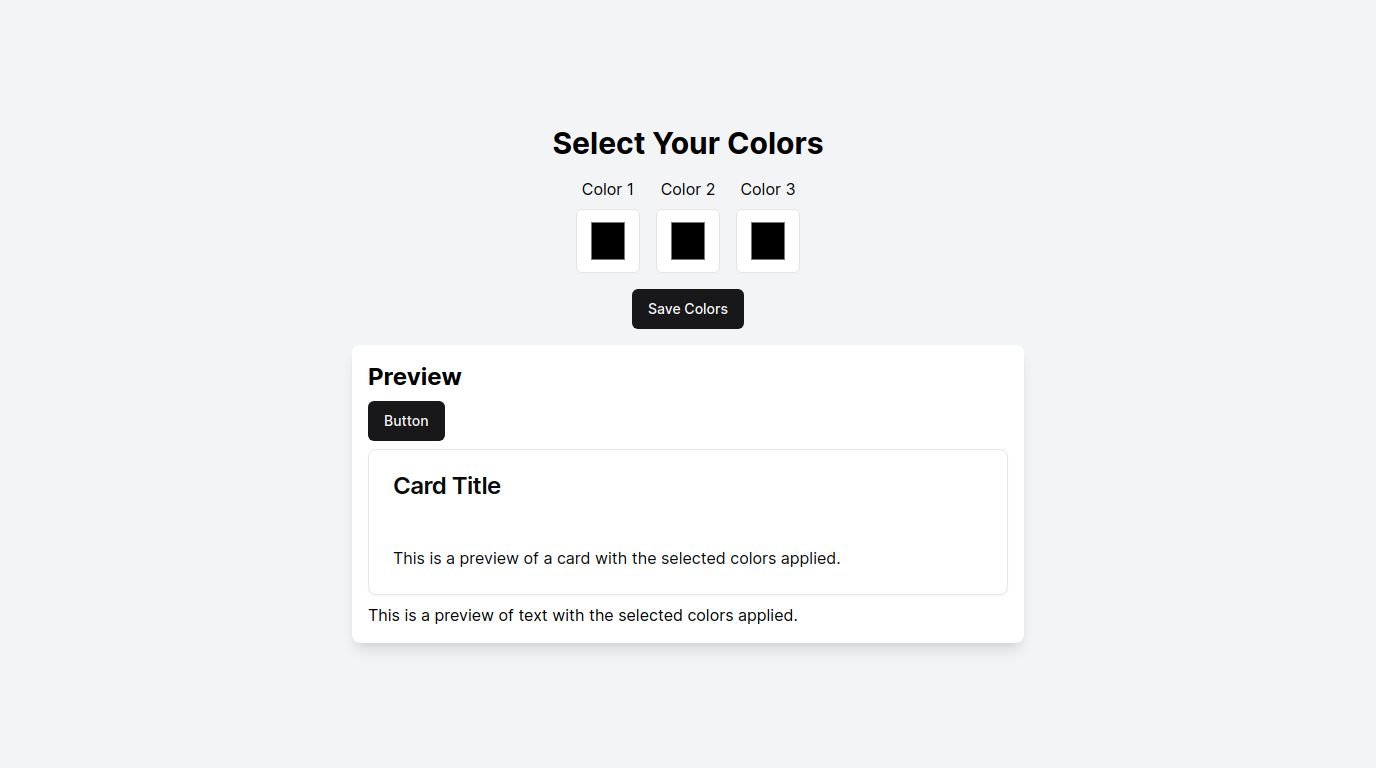 Select Your Colors
Color 1 Color 2 Color 3
Save Colors
Preview
Button
Card Title
This is a preview of a card with the selected colors applied.
This is a preview of text with the selected colors applied.